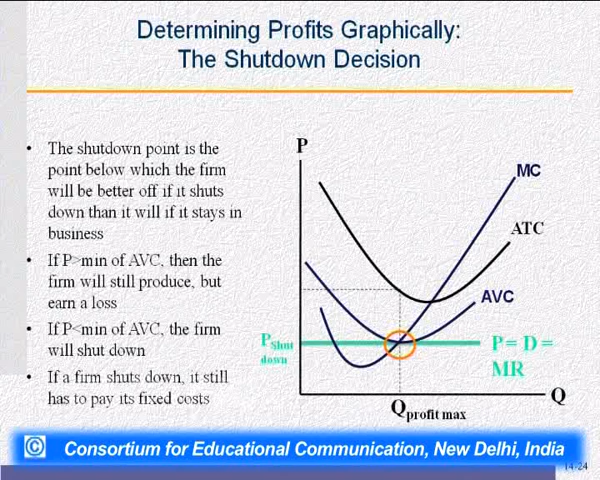 Determining Profits Graphically:
The Shutdown Decision
• The shutdown point is the
point below which the firm
will be better off if it shuts
down than it will if it stays in
business
• If P>min of AVC, then the
firm will still produce, but
earn a loss
• If P<min of AVC, the firm
will shut down
• If a firm shuts down, it still
has to pay its fixed costs
P
MC
ATC
AVC
PShut
down
P = D =
MR
Q
Qprofit max
© Consortium for Educational Communication, New Delhi, India
14-24